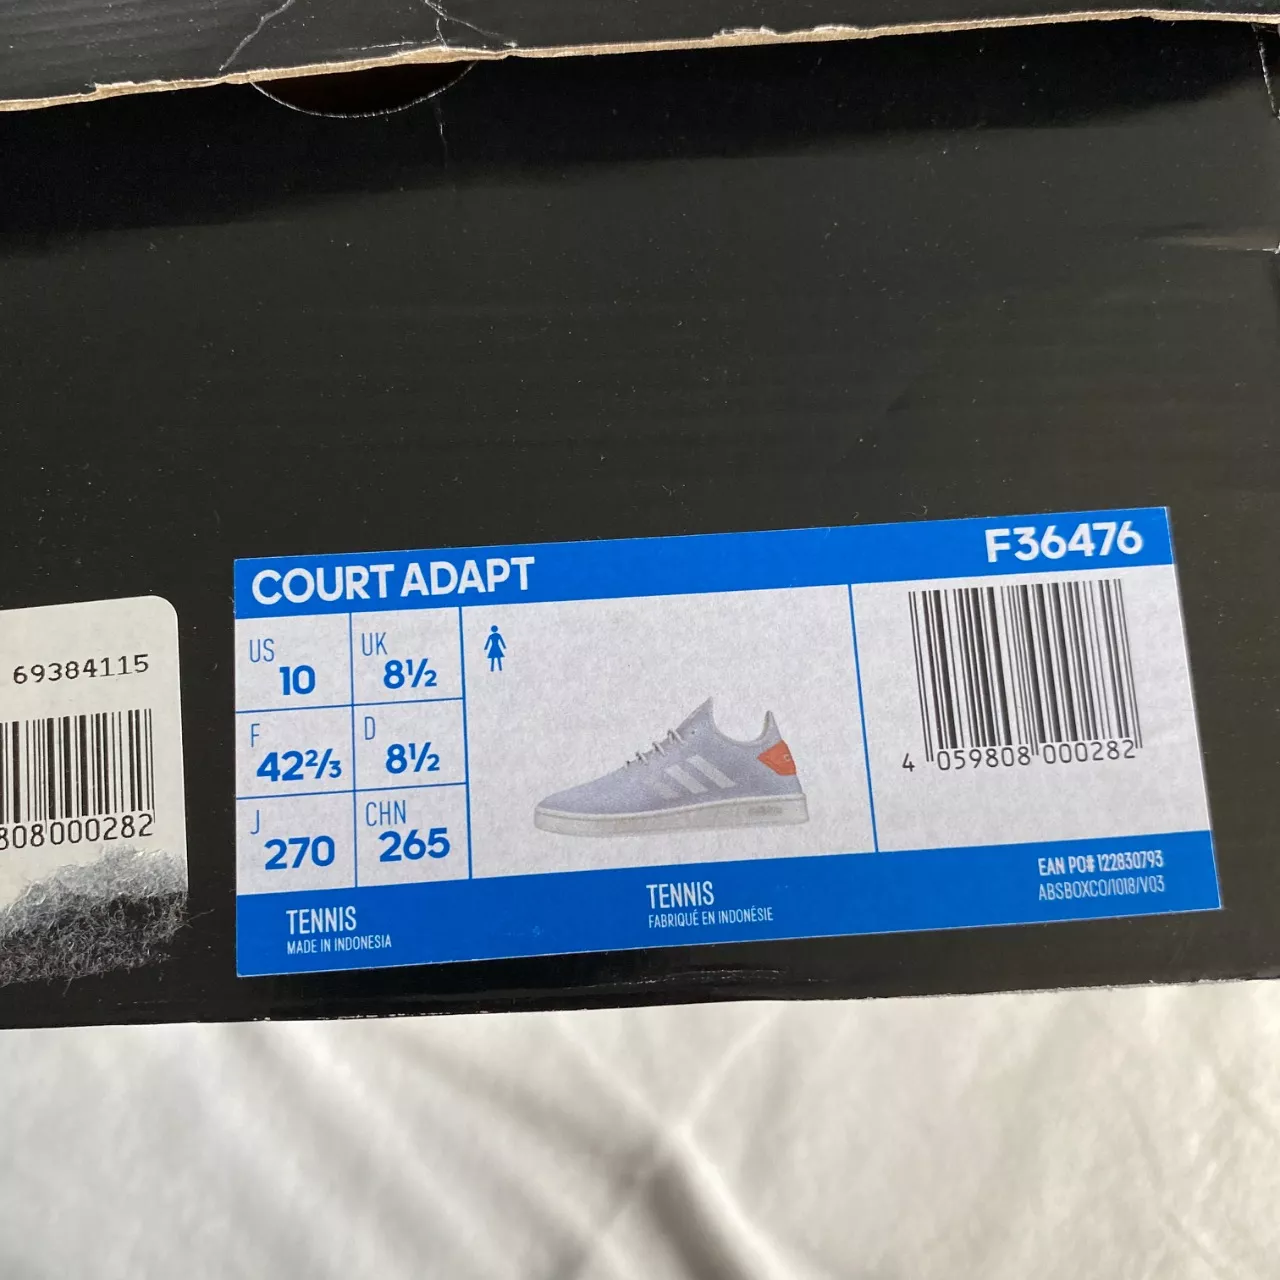 69384115
808000282
COURT ADAPT
F36476
US
10
UK
8½
F
42⅔
D
8½
J
270
CHN
265
4 059808 000282
TENNIS
MADE IN INDONESIA
TENNIS
FABRIQUÉ EN INDONÉSIE
EAN PO# 122830793
ABSBOXCO/1018/V03